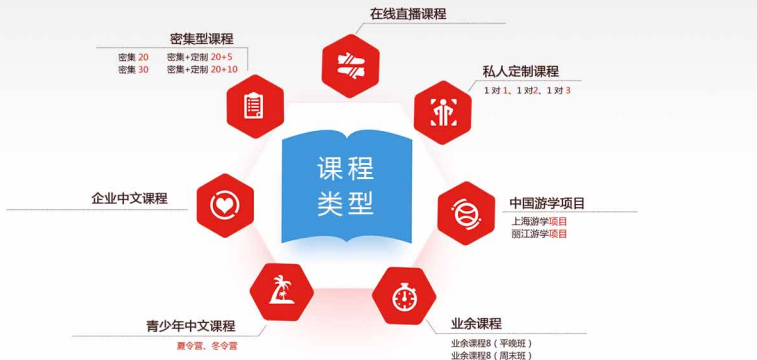 在线直播课程
密集型课程
密集 20 密集+定制 20+5
密集 30 密集+定制 20+10
私人定制课程
1 对 1、1 对2、1 对 3
课程
类型
企业中文课程
中国游学项目
上海游学项目
丽江游学项目
青少年中文课程
夏令营、冬令营
业余课程
业余课程8（平晚班）
业余课程8（周末班）